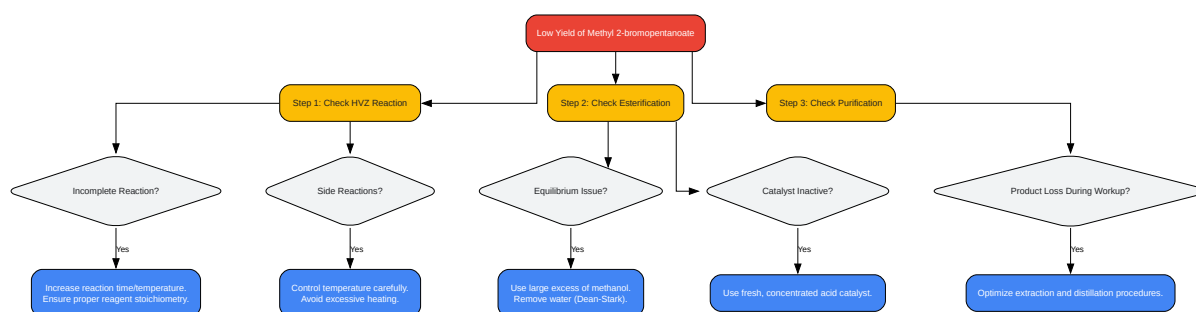 Low Yield of Methyl 2-bromopentanoate
Step 1: Check HVZ Reaction
Step 2: Check Esterification
Step 3: Check Purification
Incomplete Reaction?
Side Reactions?
Equilibrium Issue?
Catalyst Inactive?
Product Loss During Workup?
Yes
Yes
Yes
Yes
Yes
Increase reaction time/temperature.
Ensure proper reagent stoichiometry.
Control temperature carefully.
Avoid excessive heating.
Use large excess of methanol.
Remove water (Dean-Stark).
Use fresh, concentrated acid catalyst.
Optimize extraction and distillation procedures.